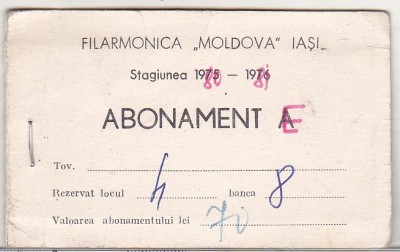 FILARMONICA „MOLDOVA" IAȘI
Stagiunea 1975 — 1976
80 81
ABONAMENT A E
Tov.
Rezervat locul 4 banca 8
Valoarea abonamentului lei 70